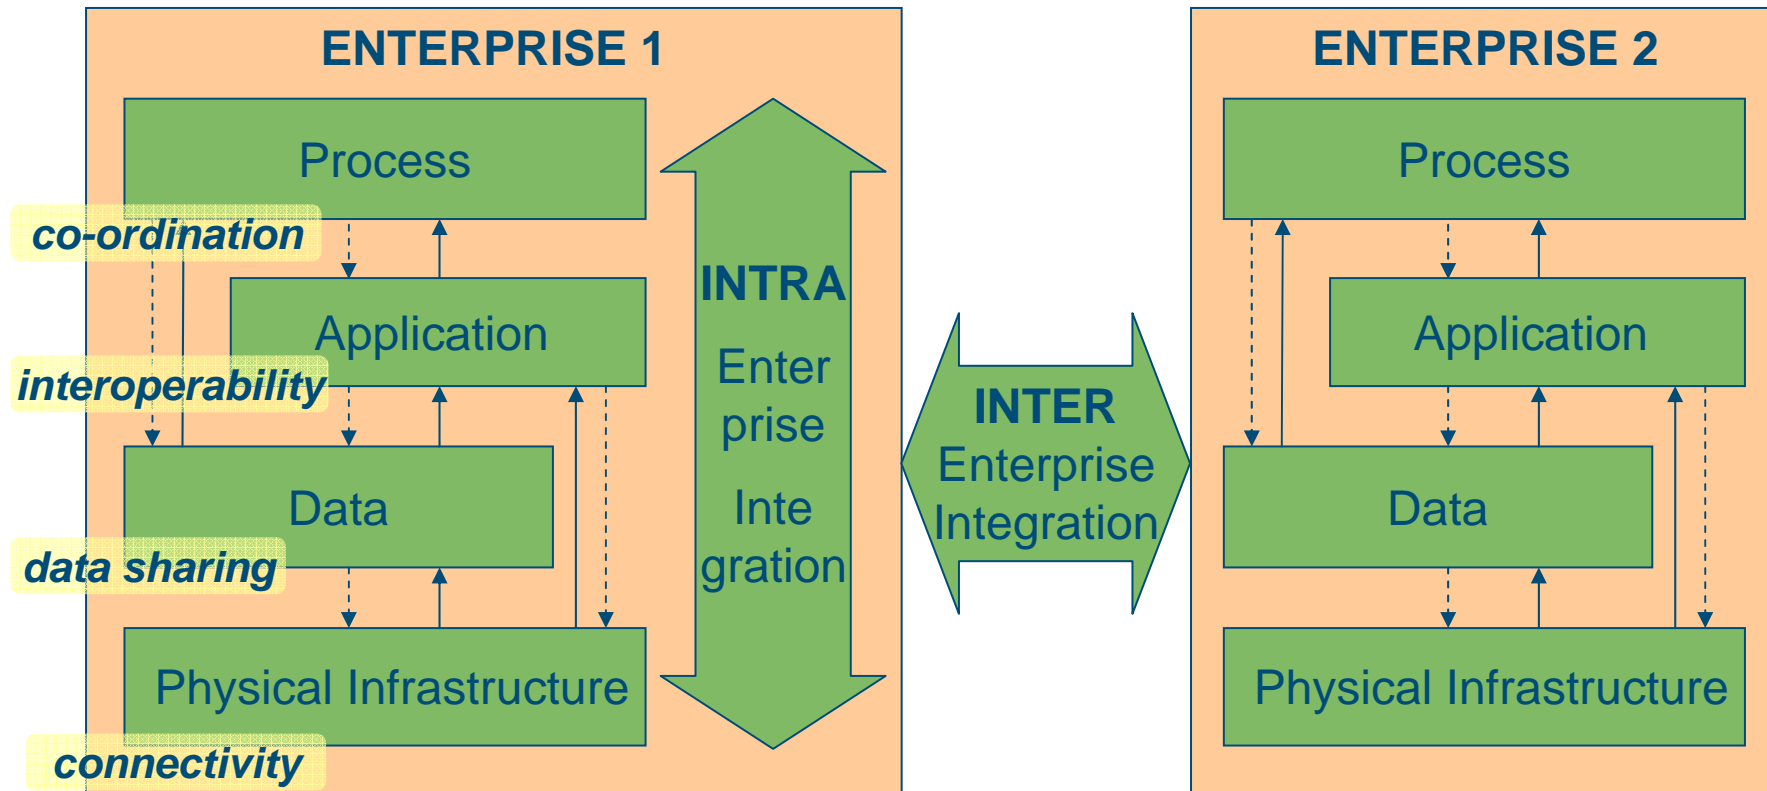 ENTERPRISE 1
Process
co-ordination
Application
interoperability
Data
data sharing
Physical Infrastructure
connectivity
INTRA
Enter
prise
Inte
gration
INTER
Enterprise
Integration
ENTERPRISE 2
Process
Application
Data
Physical Infrastructure